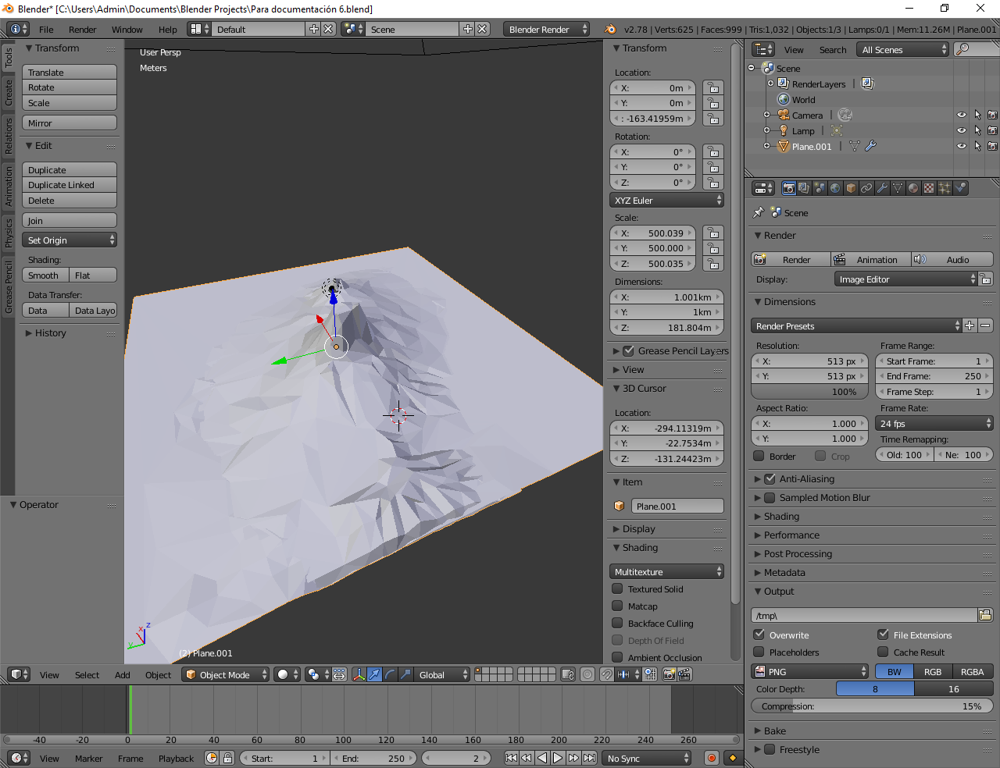 Blender* [C:\Users\Admin\Documents\Blender Projects\Para documentación 6.blend]
File Render Window Help Default Scene Blender Render v2.78 | Verts:625 | Faces:999 | Tris:1,032 | Objects:1/3 | Lamps:0/1 | Mem:11.26M | Plane.001
Tools
Create
Relations
Animation
Physics
Grease Pencil
Transform
Translate
Rotate
Scale
Mirror
Edit
Duplicate
Duplicate Linked
Delete
Join
Set Origin
Shading:
Smooth Flat
Data Transfer:
Data Data Layo
History
Operator
User Persp
Meters
x z
y
(2) Plane.001
Transform
Location:
X: 0m
Y: 0m
: -163.41959m
Rotation:
X: 0°
Y: 0°
Z: 0°
XYZ Euler
Scale:
X: 500.039
Y: 500.000
Z: 500.035
Dimensions:
X: 1.001km
Y: 1km
Z: 181.804m
Grease Pencil Layers
View
3D Cursor
Location:
X: -294.11319m
Y: -22.7534m
Z: -131.24423m
Item
Plane.001
Display
Shading
Multitexture
Textured Solid
Matcap
Backface Culling
Depth Of Field
Ambient Occlusion
View Search All Scenes
Scene
RenderLayers |
World
Camera |
Lamp |
Plane.001 |
Scene
Render
Render Animation Audio
Display: Image Editor
Dimensions
Render Presets
Resolution: Frame Range:
X: 513 px Start Frame: 1
Y: 513 px End Frame: 250
100% Frame Step: 1
Aspect Ratio: Frame Rate:
X: 1.000 24 fps
Y: 1.000 Time Remapping:
Border Crop Old: 100 Ne: 100
Anti-Aliasing
Sampled Motion Blur
Shading
Performance
Post Processing
Metadata
Output
/tmp\
Overwrite File Extensions
Placeholders Cache Result
PNG BW RGB RGBA
Color Depth: 8 16
Compression: 15%
Bake
Freestyle
View Select Add Object Object Mode Global
-40 -20 0 20 40 60 80 100 120 140 160 180 200 220 240 260
View Marker Frame Playback Start: 1 End: 250 2 No Sync